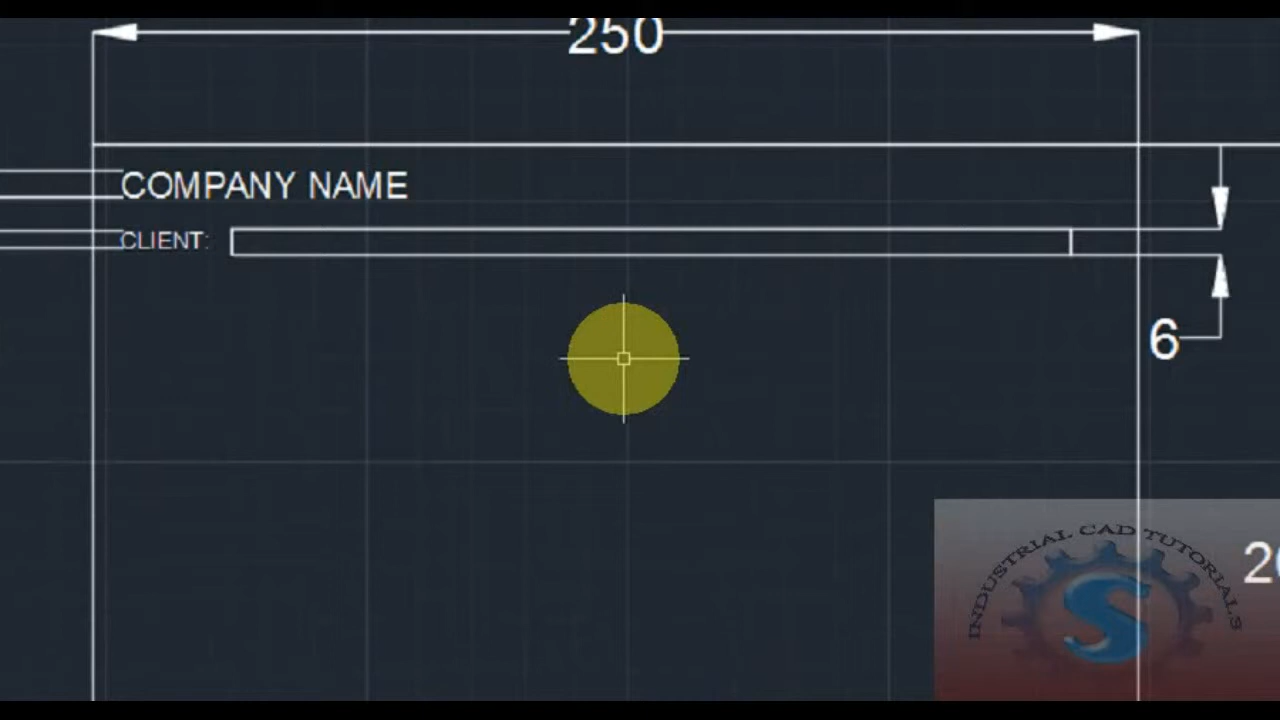 250
COMPANY NAME
CLIENT:
6
INDUSTRIAL CAD TUTORIALS
S